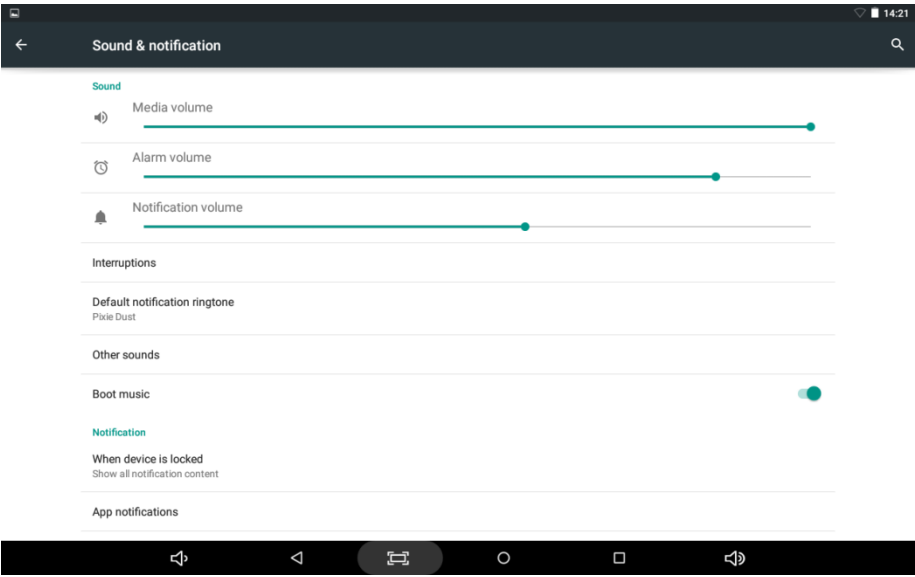 14:21
Sound & notification
Sound
Media volume
Alarm volume
Notification volume
Interruptions
Default notification ringtone
Pixie Dust
Other sounds
Boot music
Notification
When device is locked
Show all notification content
App notifications